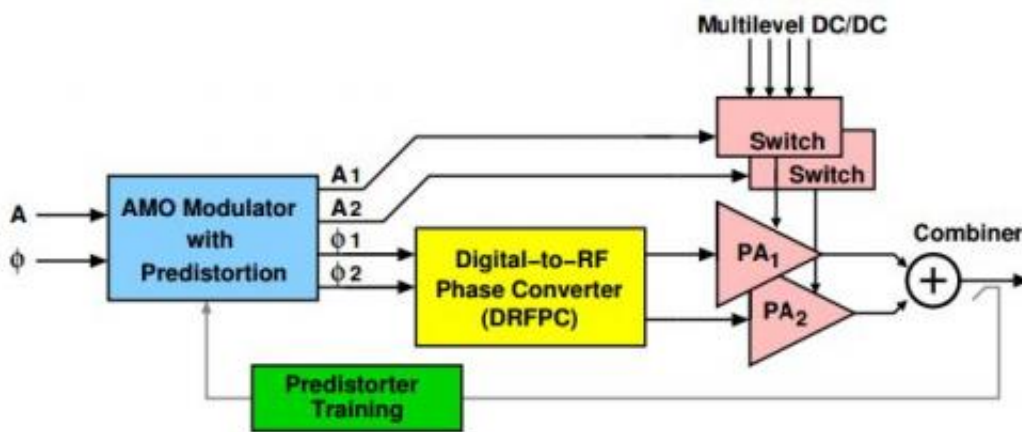 Multilevel DC/DC
Switch
Switch
A
ϕ
AMO Modulator
with
Predistortion
A1
A2
ϕ1
ϕ2
Digital-to-RF
Phase Converter
(DRFPC)
PA1
PA2
Combiner
+
Predistorter
Training